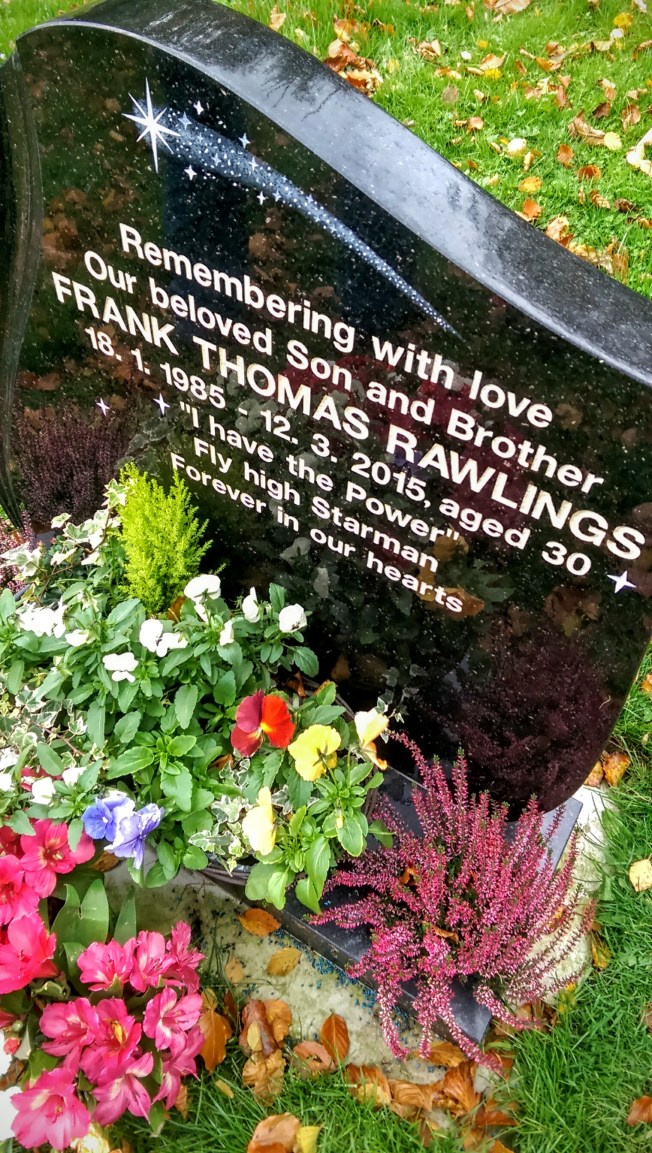 Remembering with love
Our beloved Son and Brother
FRANK THOMAS RAWLINGS
18. 1. 1985 - 12. 3. 2015, aged 30
"I have the Power"
Fly high Starman
Forever in our hearts